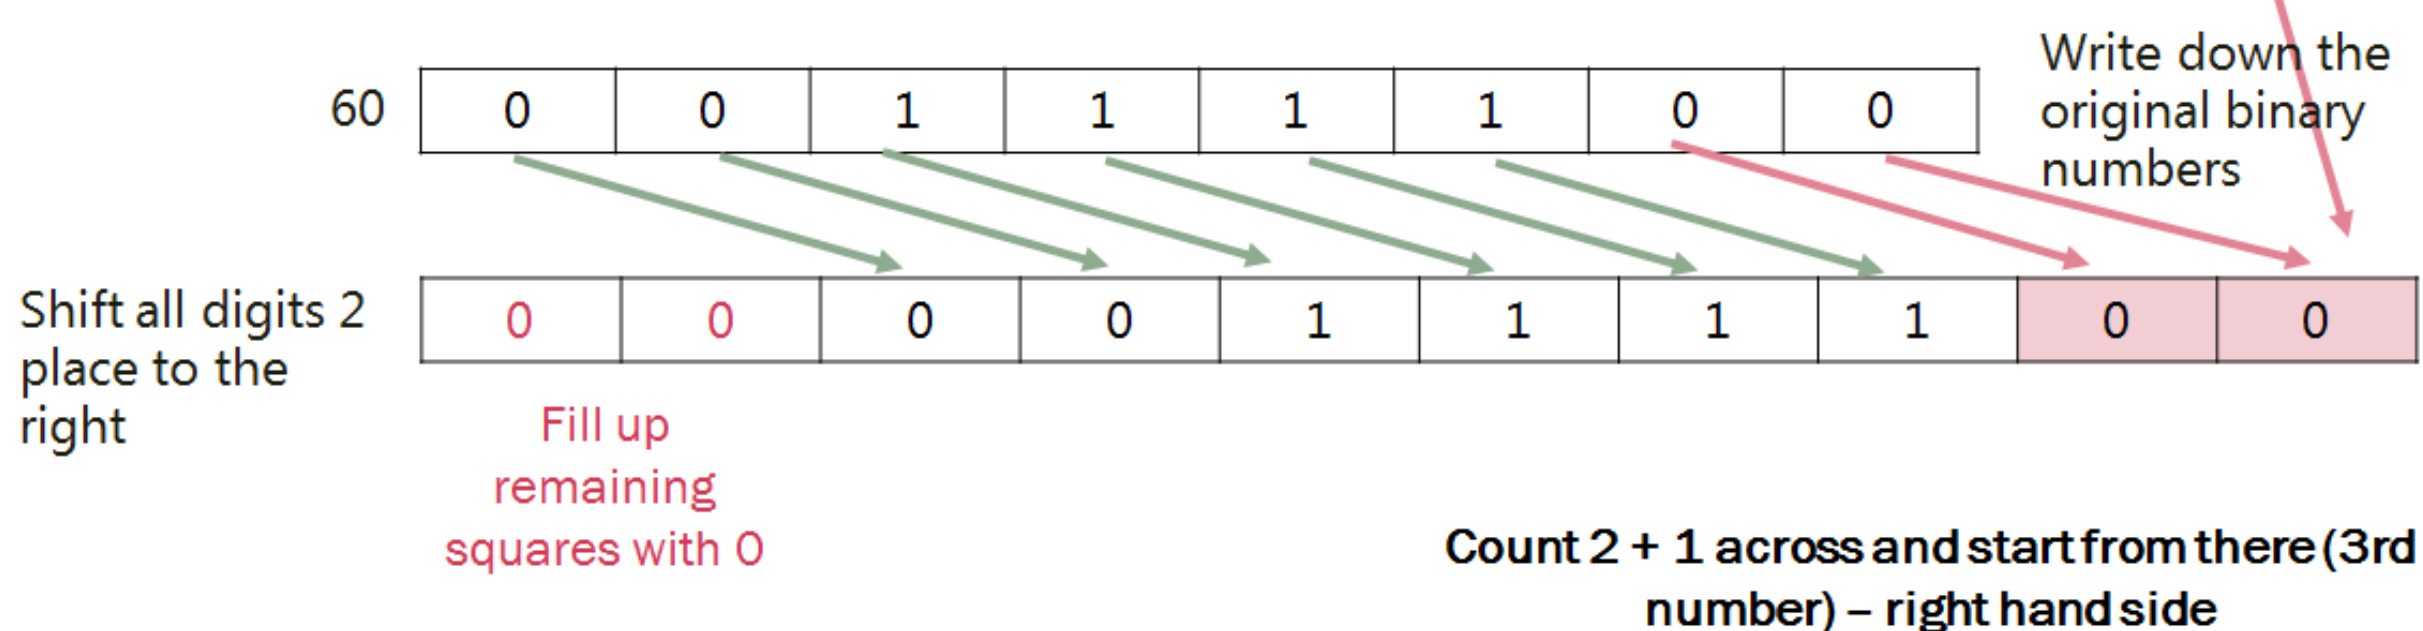 Write down the
original binary
numbers
60 0 0 1 1 1 1 0 0
Shift all digits 2
place to the
right
0 0 0 0 1 1 1 1 0 0
Fill up
remaining
squares with 0
Count 2 + 1 across and start from there (3rd
number) – right hand side